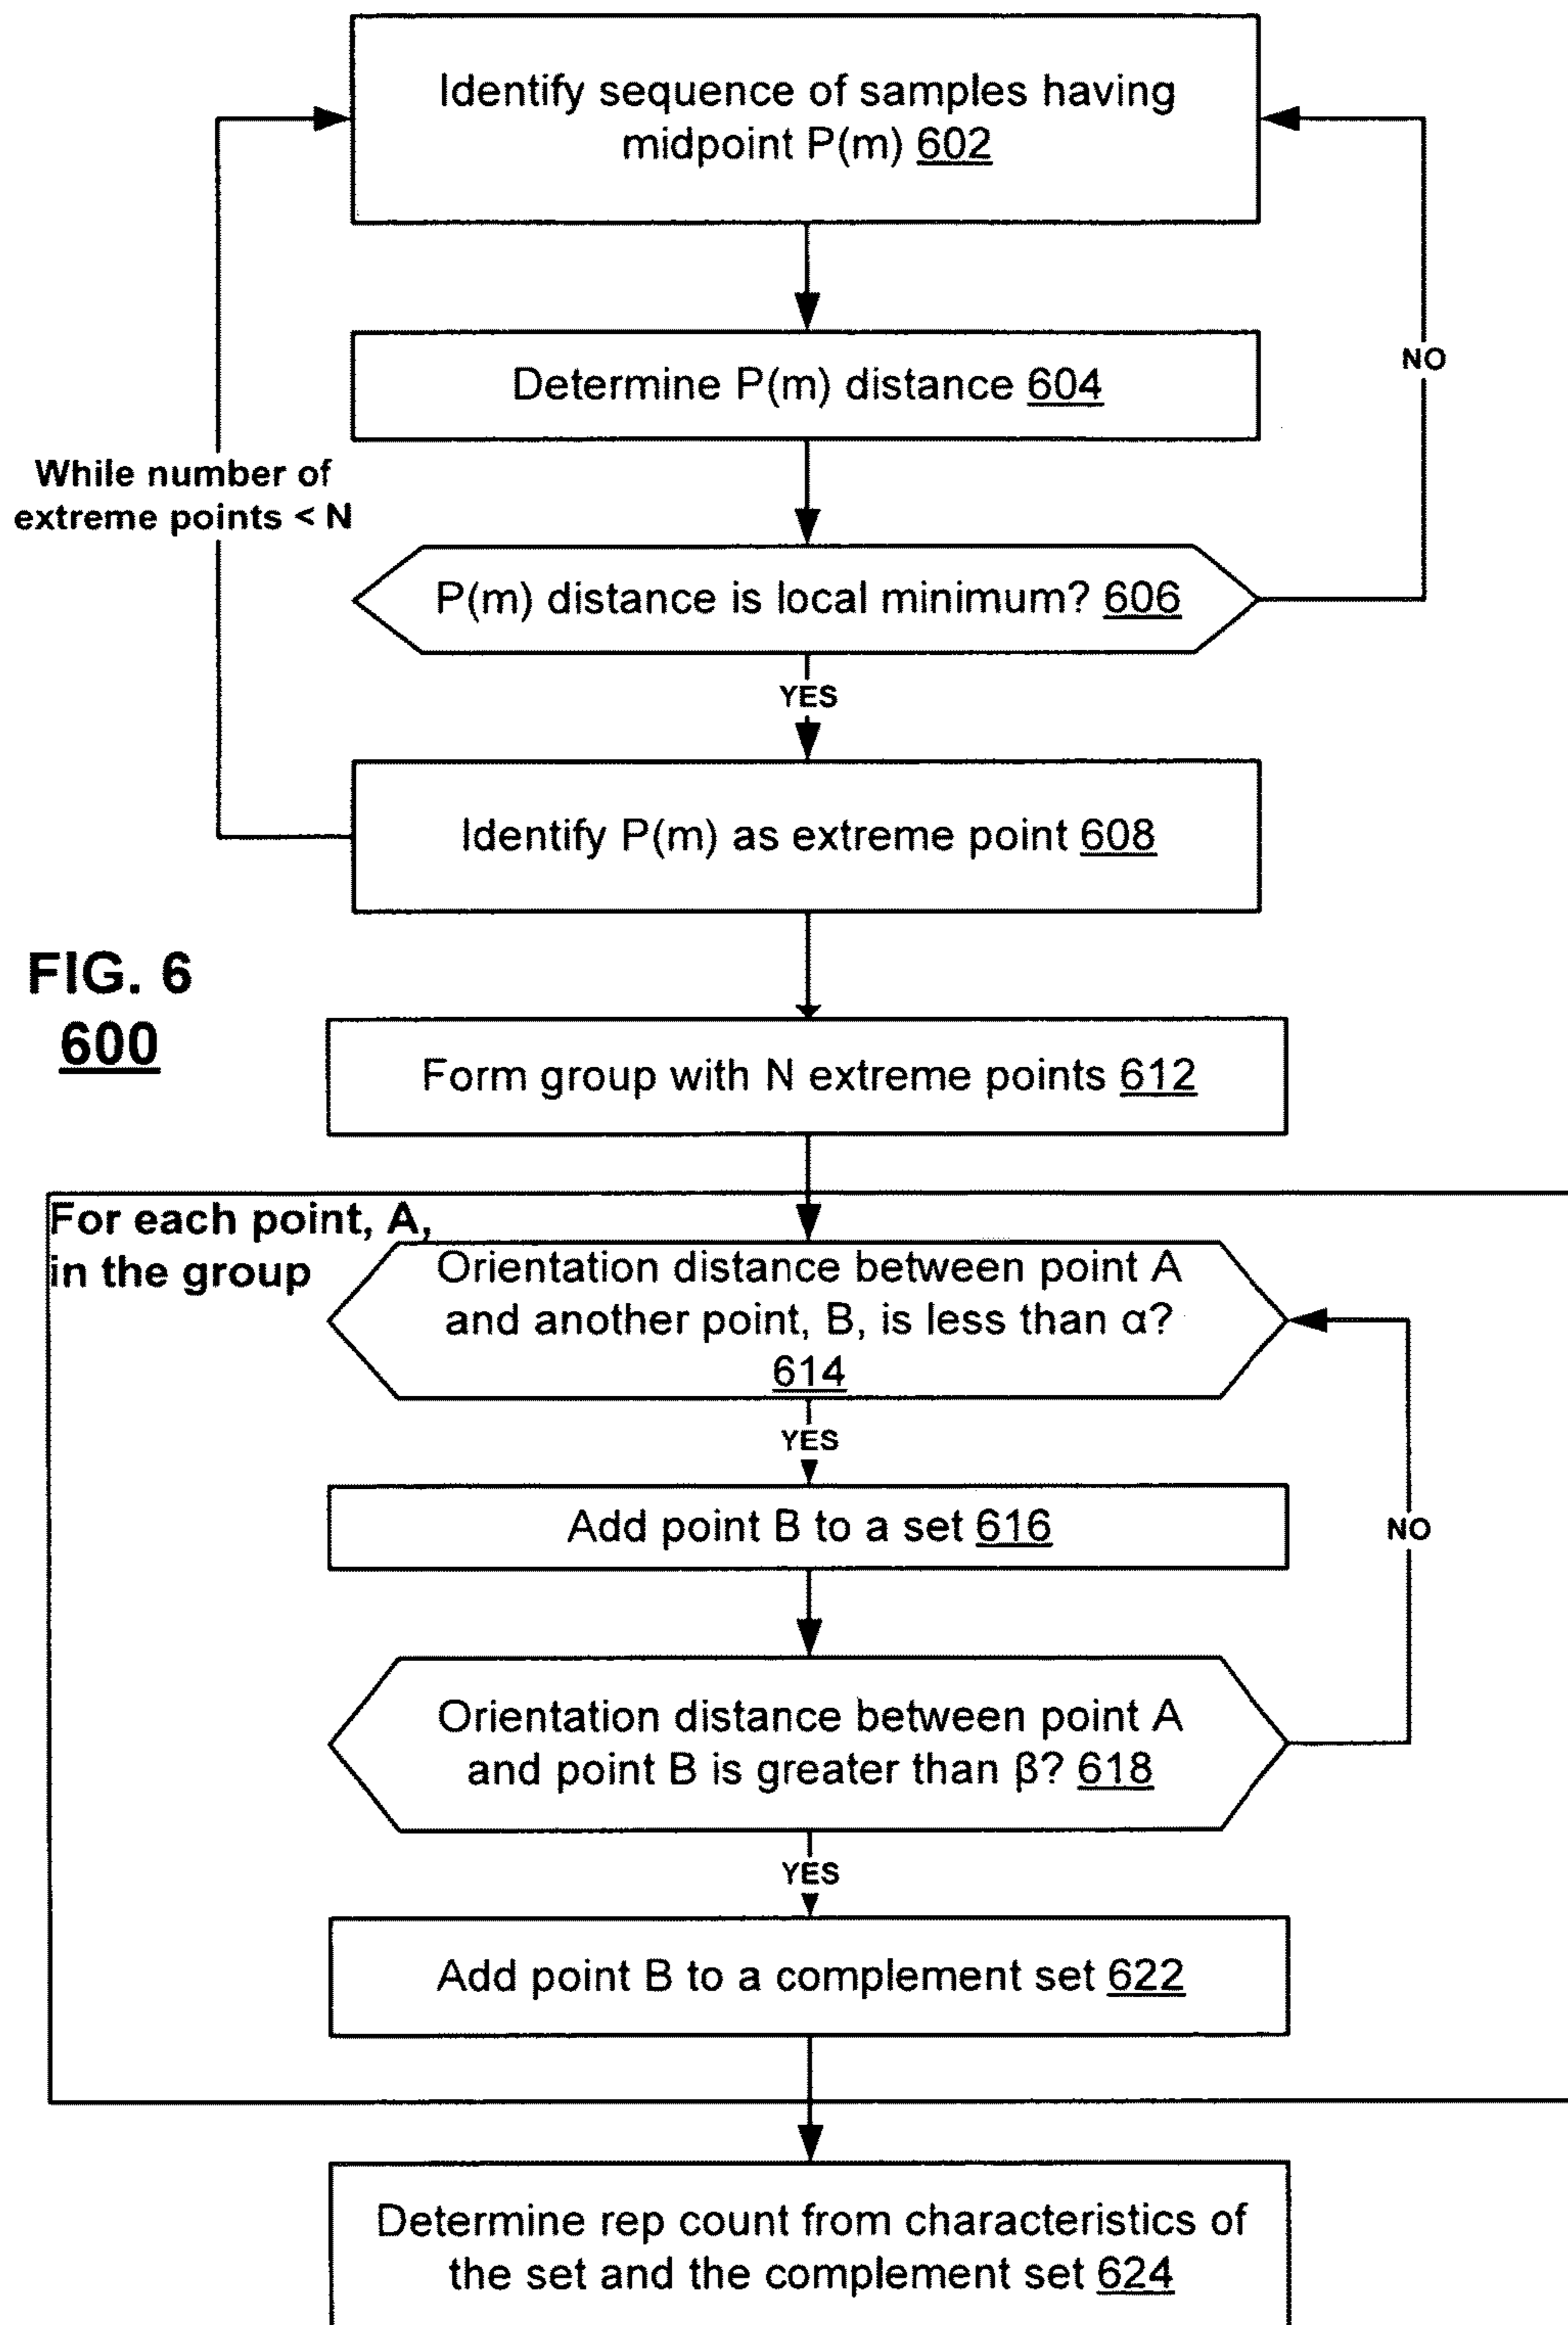 Identify sequence of samples having
midpoint P(m) 602
NO
Determine P(m) distance 604
While number of
extreme points < N
P(m) distance is local minimum? 606
YES
Identify P(m) as extreme point 608
FIG. 6
600
Form group with N extreme points 612
For each point, A,
in the group
Orientation distance between point A
and another point, B, is less than α?
614
YES
Add point B to a set 616
NO
Orientation distance between point A
and point B is greater than β? 618
YES
Add point B to a complement set 622
Determine rep count from characteristics of
the set and the complement set 624